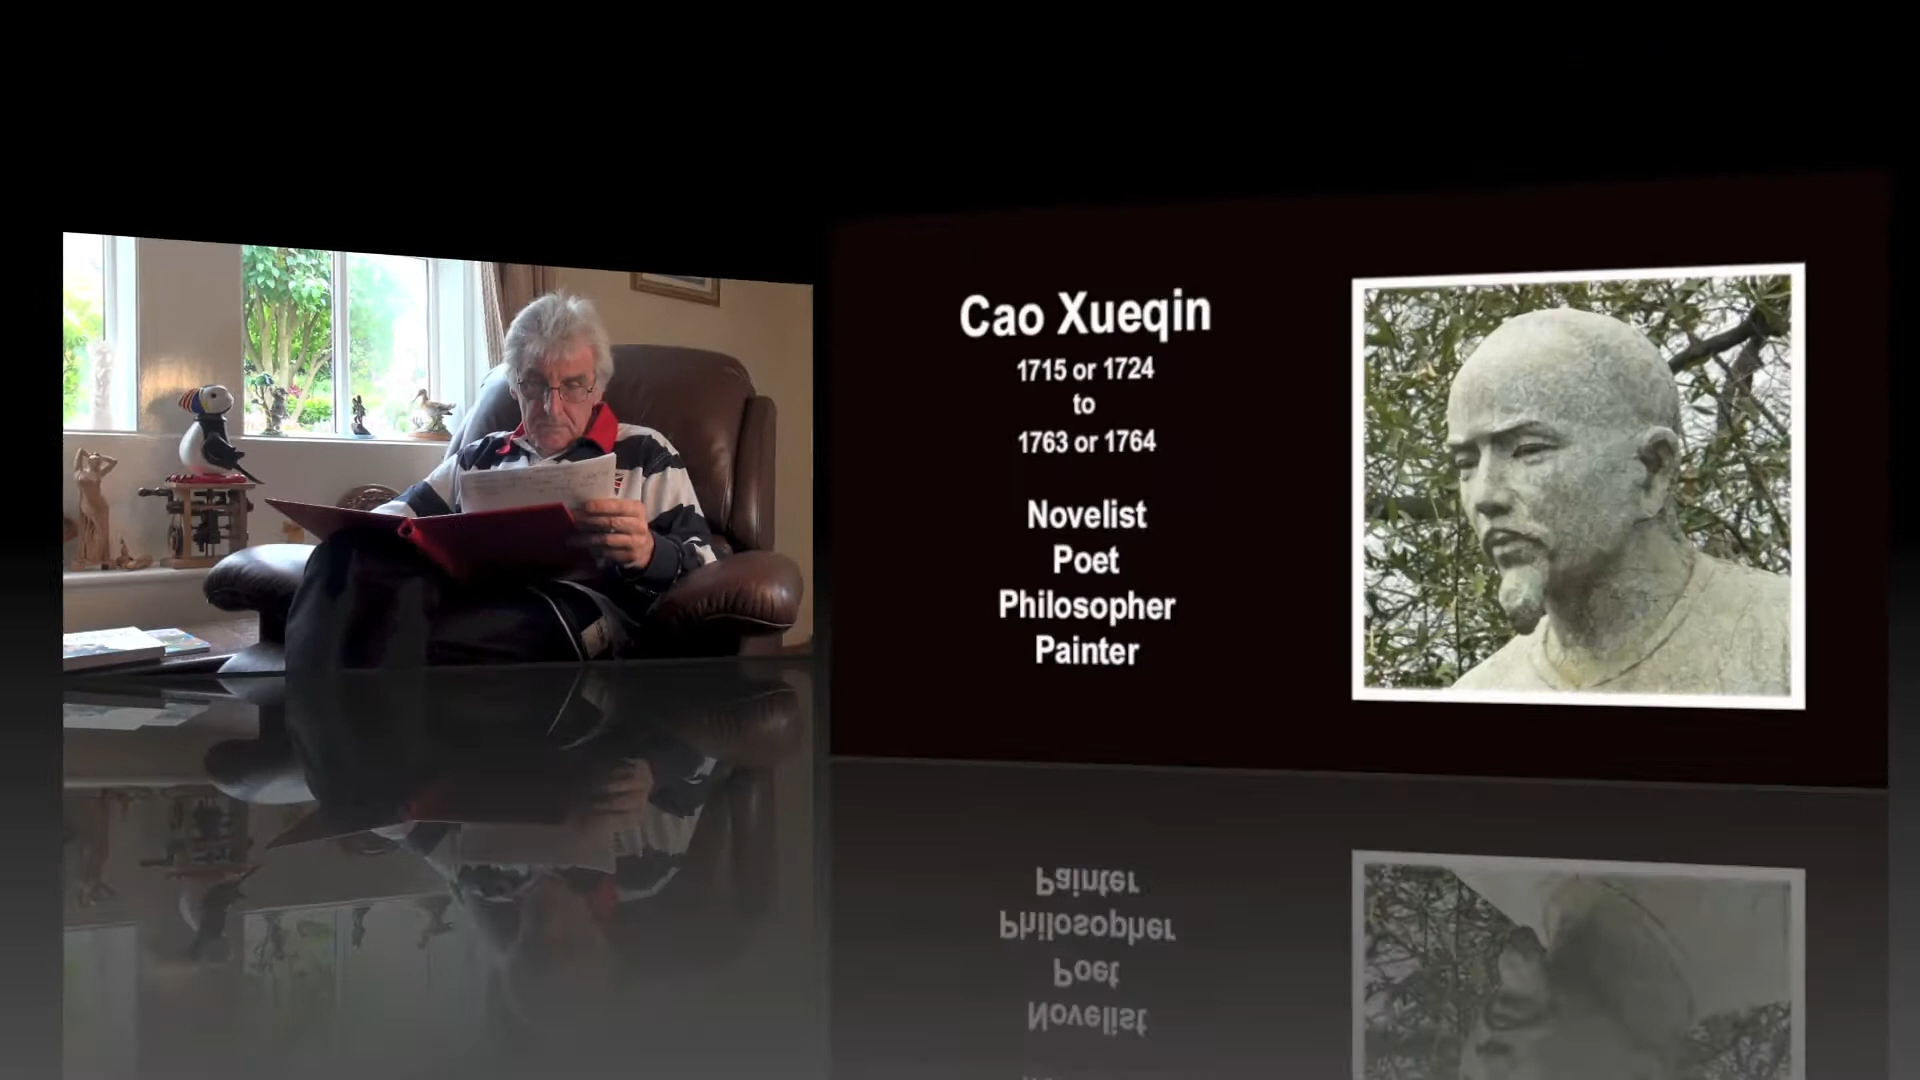 Cao Xueqin
1715 or 1724
to
1763 or 1764
Novelist
Poet
Philosopher
Painter